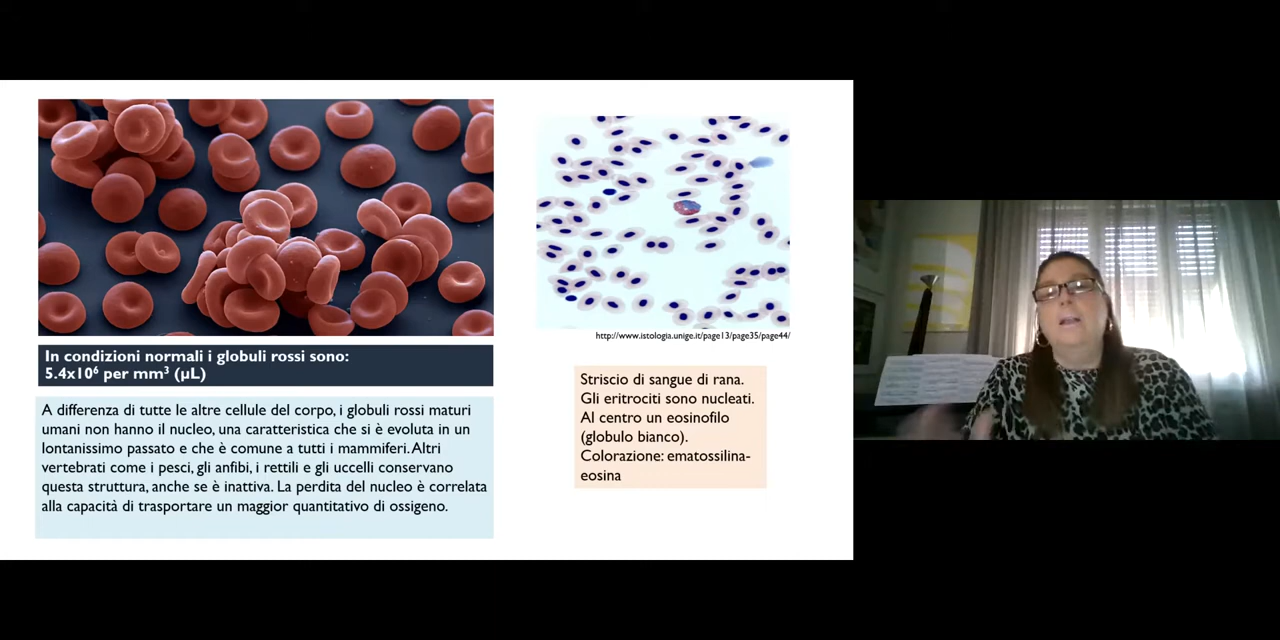 In condizioni normali i globuli rossi sono:
5.4x10⁶ per mm³ (µL)
A differenza di tutte le altre cellule del corpo, i globuli rossi maturi
umani non hanno il nucleo, una caratteristica che si è evoluta in un
lontanissimo passato e che è comune a tutti i mammiferi. Altri
vertebrati come i pesci, gli anfibi, i rettili e gli uccelli conservano
questa struttura, anche se è inattiva. La perdita del nucleo è correlata
alla capacità di trasportare un maggior quantitativo di ossigeno.
http://www.istologia.unige.it/page13/page35/page44/
Striscio di sangue di rana.
Gli eritrociti sono nucleati.
Al centro un eosinofilo
(globulo bianco).
Colorazione: ematossilina-
eosina